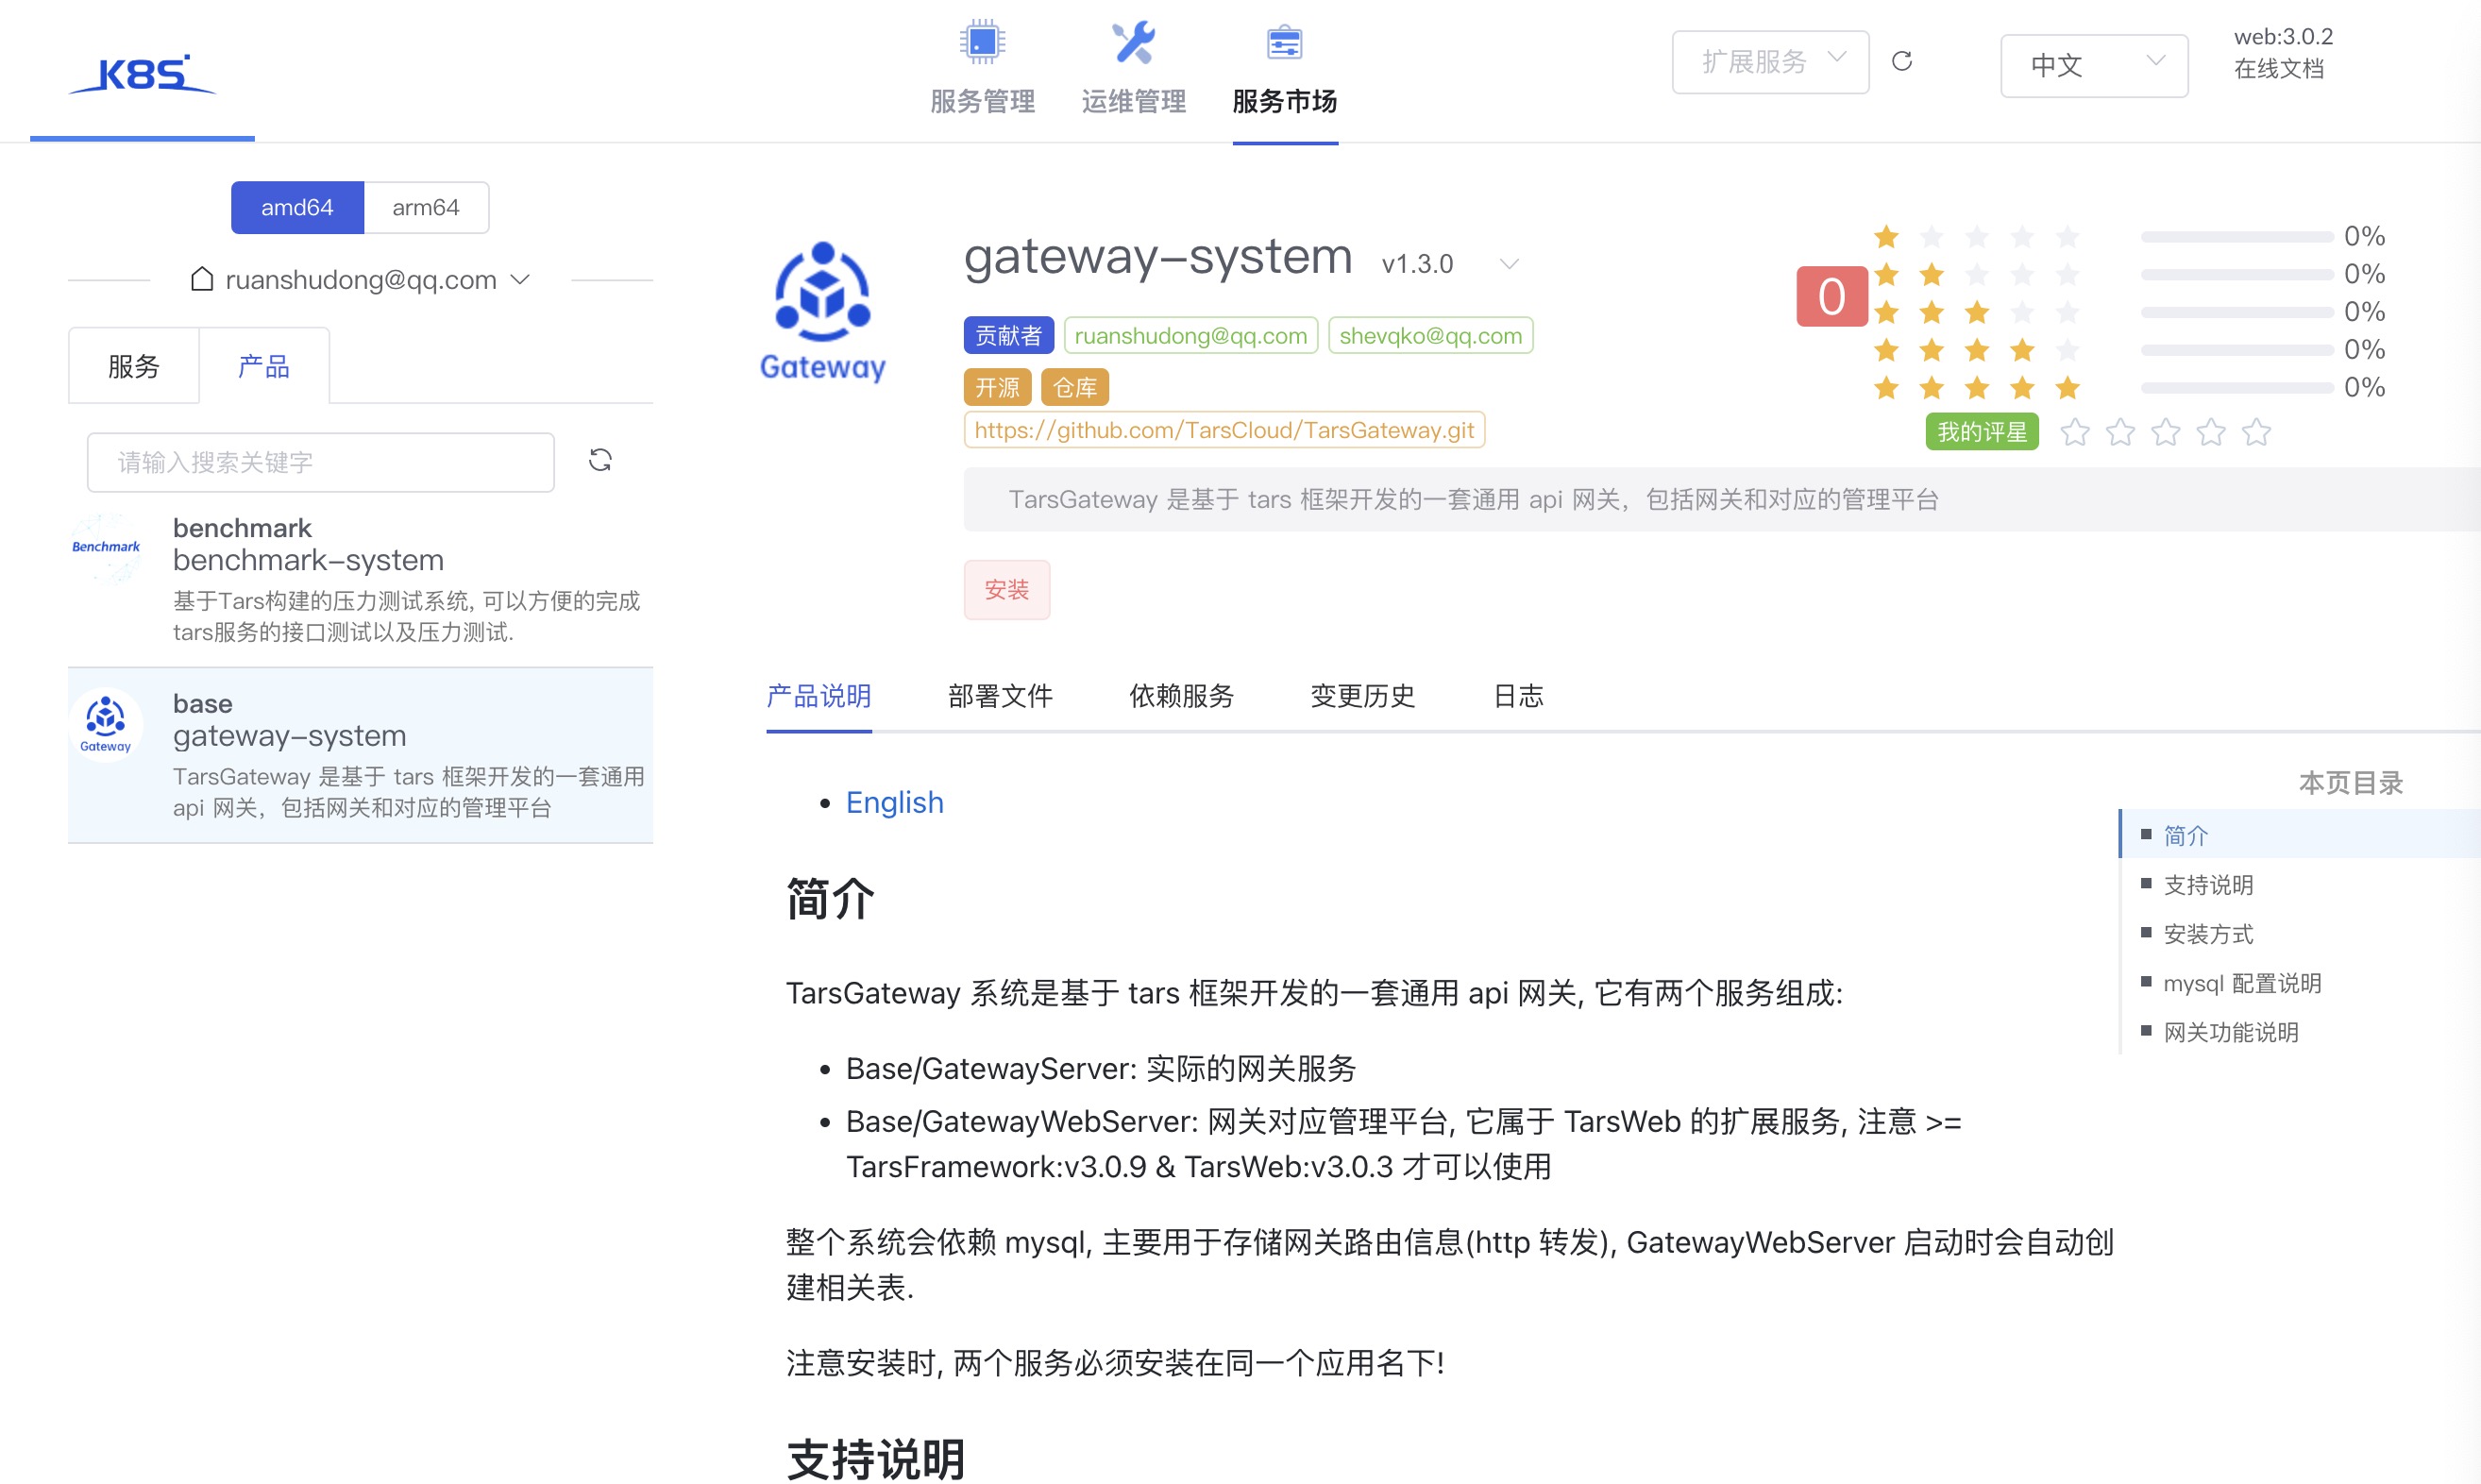 K8S
服务管理
运维管理
服务市场
扩展服务
中文
web:3.0.2
在线文档
amd64
arm64
ruanshudong@qq.com
服务
产品
请输入搜索关键字
Benchmark
benchmark
benchmark-system
基于Tars构建的压力测试系统, 可以方便的完成
tars服务的接口测试以及压力测试.
Gateway
base
gateway-system
TarsGateway 是基于 tars 框架开发的一套通用
api 网关，包括网关和对应的管理平台
Gateway
gateway-system v1.3.0
贡献者 ruanshudong@qq.com shevqko@qq.com
开源 仓库
https://github.com/TarsCloud/TarsGateway.git
0
0%
0%
0%
0%
0%
我的评星
TarsGateway 是基于 tars 框架开发的一套通用 api 网关，包括网关和对应的管理平台
安装
产品说明 部署文件 依赖服务 变更历史 日志
English
简介
TarsGateway 系统是基于 tars 框架开发的一套通用 api 网关, 它有两个服务组成:
Base/GatewayServer: 实际的网关服务
Base/GatewayWebServer: 网关对应管理平台, 它属于 TarsWeb 的扩展服务, 注意 >=
TarsFramework:v3.0.9 & TarsWeb:v3.0.3 才可以使用
整个系统会依赖 mysql, 主要用于存储网关路由信息(http 转发), GatewayWebServer 启动时会自动创
建相关表.
注意安装时, 两个服务必须安装在同一个应用名下!
支持说明
本页目录
简介
支持说明
安装方式
mysql 配置说明
网关功能说明